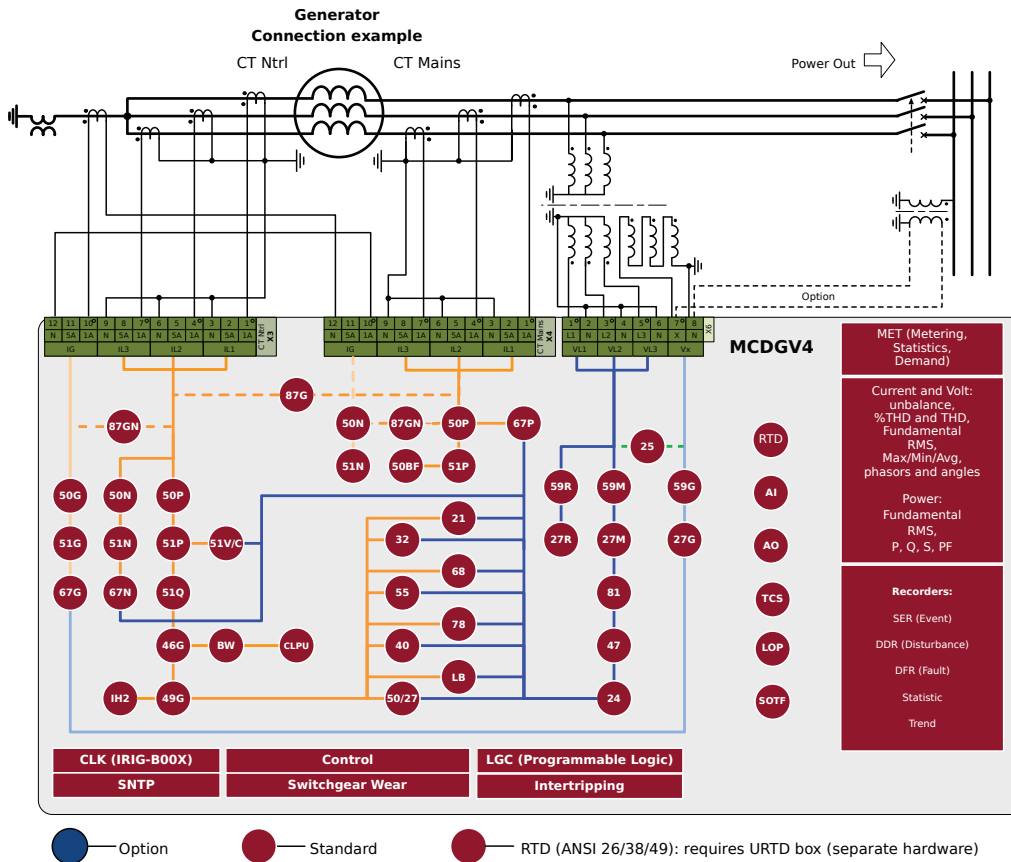 Generator
Connection example
CT Ntrl
CT Mains
Power Out
Option
12 11 10 9 8 7 6 5 4 3 2 1
N 5A 1A N 5A 1A N 5A 1A N 5A 1A
IG IL3 IL2 IL1
CT Ntrl
X3
12 11 10 9 8 7 6 5 4 3 2 1
N 5A 1A N 5A 1A N 5A 1A N 5A 1A
IG IL3 IL2 IL1
CT Mains
X4
1 2 3 4 5 6 7 8
L1 N L2 N L3 N X N
VL1 VL2 VL3 Vx
X6
MCDGV4
87G
87GN
50N
87GN
50P
67P
25
51N
50BF
51P
59R
59M
59G
50G
50N
50P
21
51G
51N
51P
51V/C
32
27R
27M
27G
68
67G
67N
51Q
55
81
78
46G
BW
CLPU
40
47
LB
IH2
49G
50/27
24
RTD
AI
AO
TCS
LOP
SOTF
MET (Metering,
Statistics,
Demand)
Current and Volt:
unbalance,
%THD and THD,
Fundamental
RMS,
Max/Min/Avg,
phasors and angles
Power:
Fundamental
RMS,
P, Q, S, PF
Recorders:
SER (Event)
DDR (Disturbance)
DFR (Fault)
Statistic
Trend
CLK (IRIG-B00X)
Control
LGC (Programmable Logic)
SNTP
Switchgear Wear
Intertripping
Option
Standard
RTD (ANSI 26/38/49): requires URTD box (separate hardware)